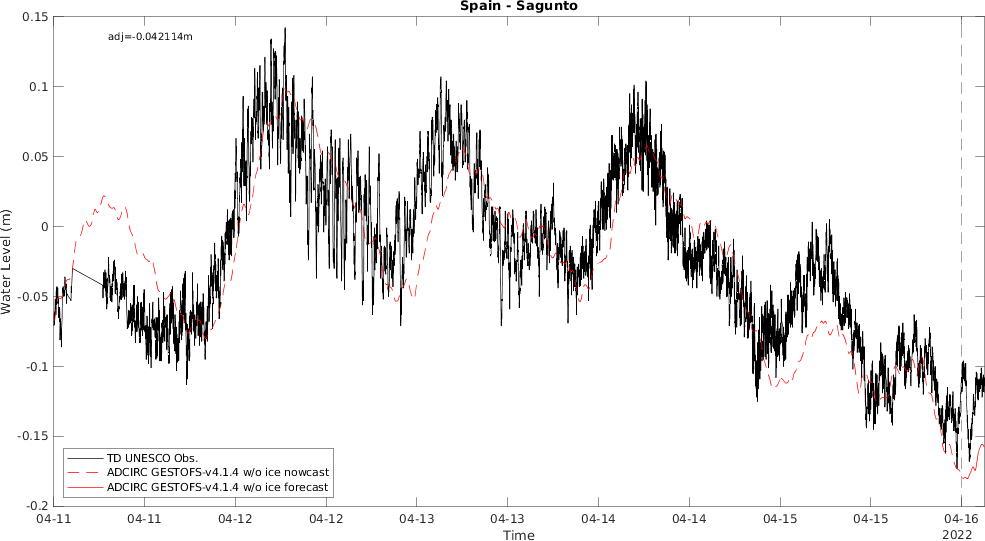 Spain - Sagunto
adj=-0.042114m
0.15
0.1
0.05
0
-0.05
-0.1
-0.15
-0.2
Water Level (m)
TD UNESCO Obs.
ADCIRC GESTOFS-v4.1.4 w/o ice nowcast
ADCIRC GESTOFS-v4.1.4 w/o ice forecast
04-11 04-11 04-12 04-12 04-13 04-13 04-14 04-14 04-15 04-15 04-16
Time 2022